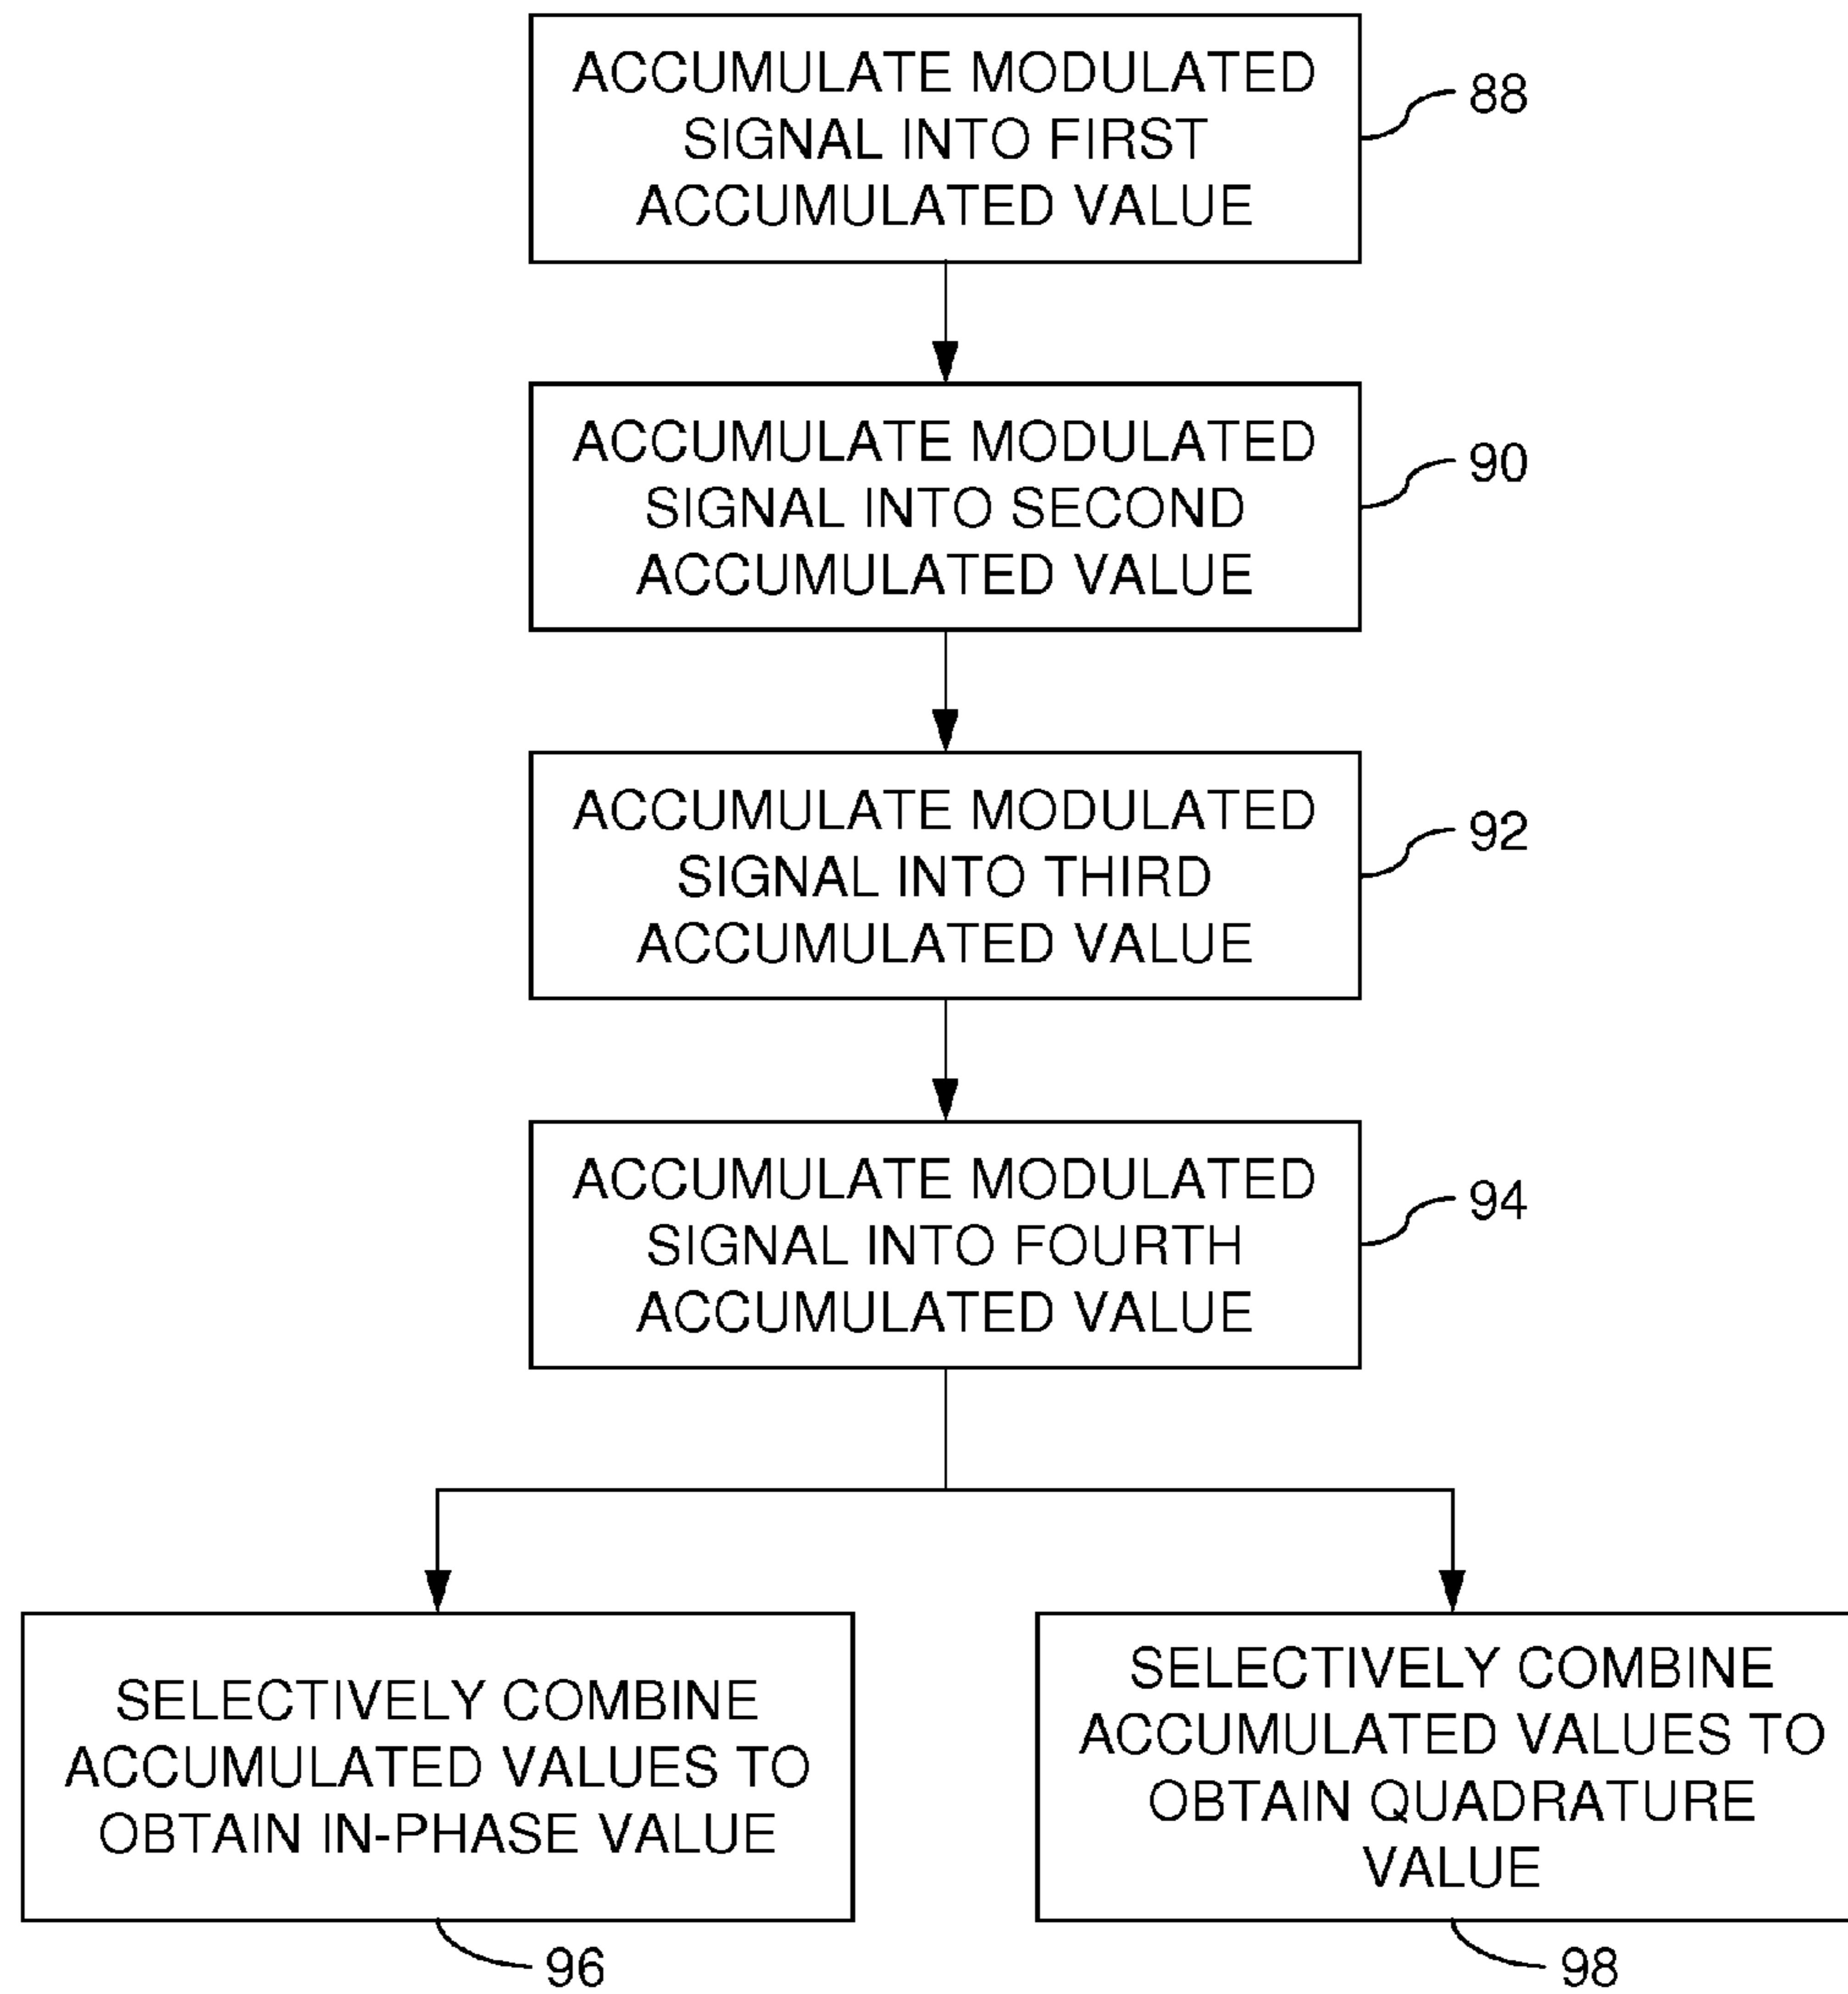 ACCUMULATE MODULATED
SIGNAL INTO FIRST
ACCUMULATED VALUE
88
ACCUMULATE MODULATED
SIGNAL INTO SECOND
ACCUMULATED VALUE
90
ACCUMULATE MODULATED
SIGNAL INTO THIRD
ACCUMULATED VALUE
92
ACCUMULATE MODULATED
SIGNAL INTO FOURTH
ACCUMULATED VALUE
94
SELECTIVELY COMBINE
ACCUMULATED VALUES TO
OBTAIN IN-PHASE VALUE
96
SELECTIVELY COMBINE
ACCUMULATED VALUES TO
OBTAIN QUADRATURE
VALUE
98